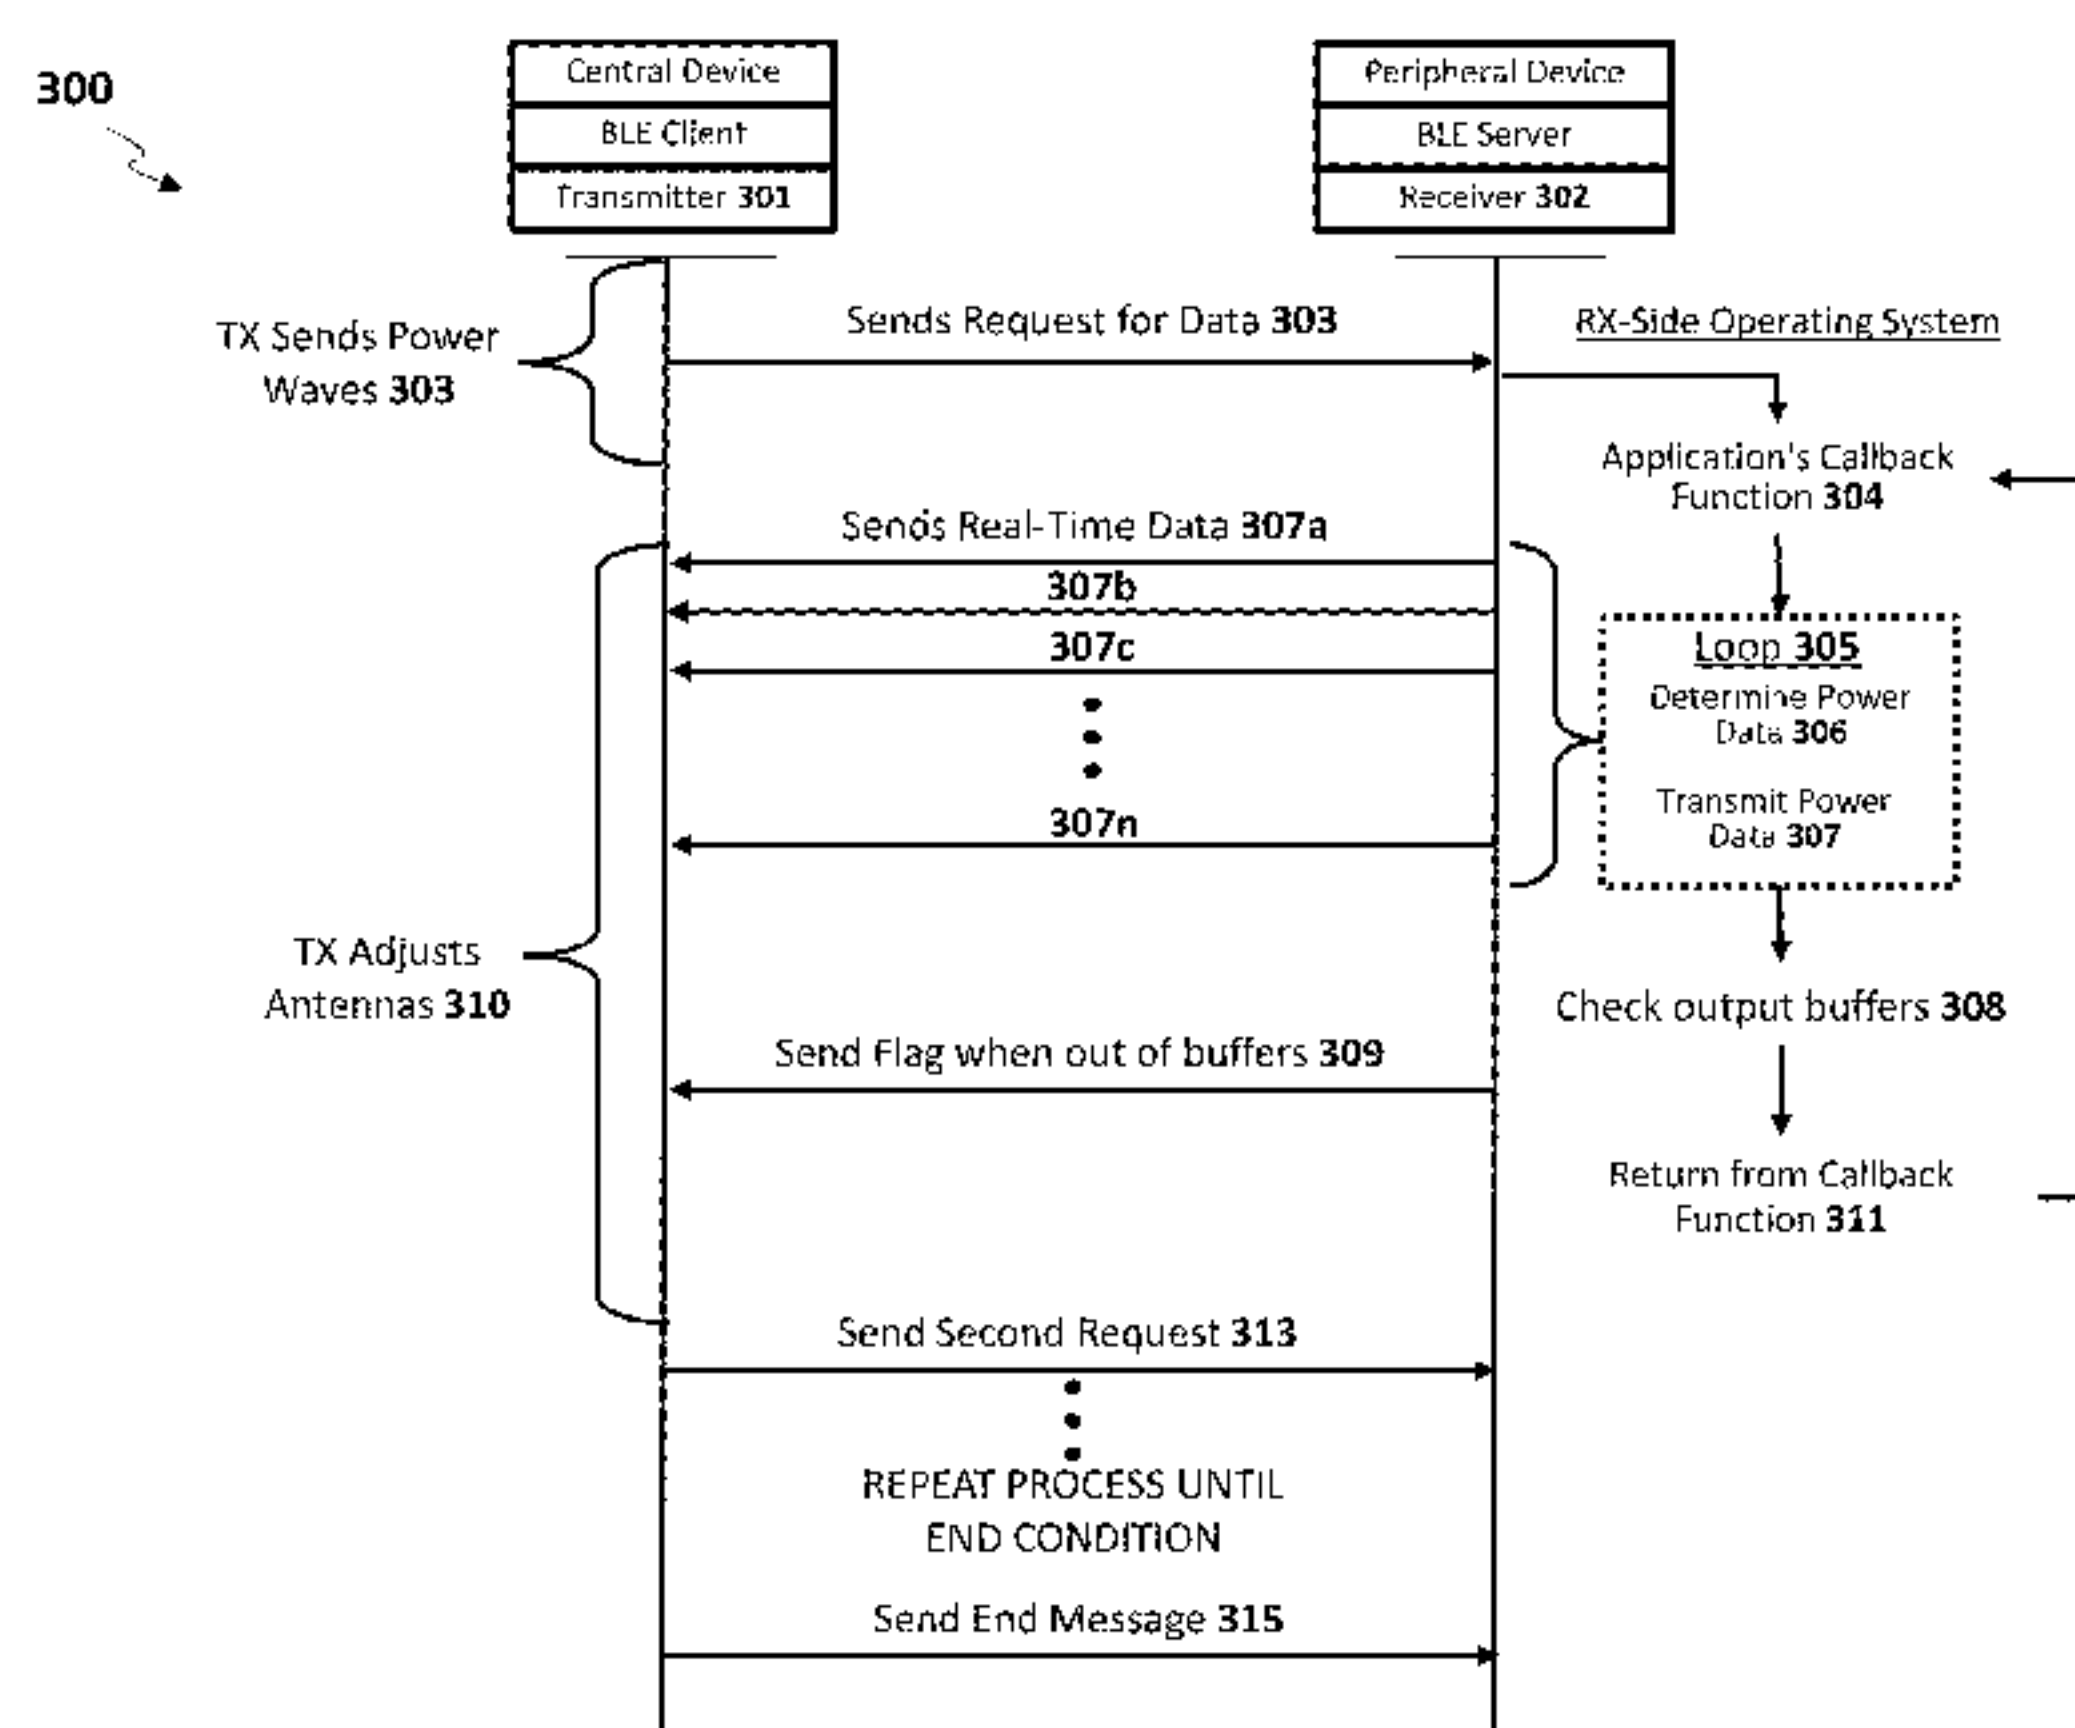 300
Central Device
BLE Client
Transmitter 301
Peripheral Device
BLE Server
Receiver 302
TX Sends Power
Waves 303
Sends Request for Data 303
RX-Side Operating System
Application's Callback
Function 304
Sends Real-Time Data 307a
307b
307c
307n
Loop 305
Determine Power
Data 306
Transmit Power
Data 307
TX Adjusts
Antennas 310
Check output buffers 308
Send Flag when out of buffers 309
Return from Callback
Function 311
Send Second Request 313
REPEAT PROCESS UNTIL
END CONDITION
Send End Message 315